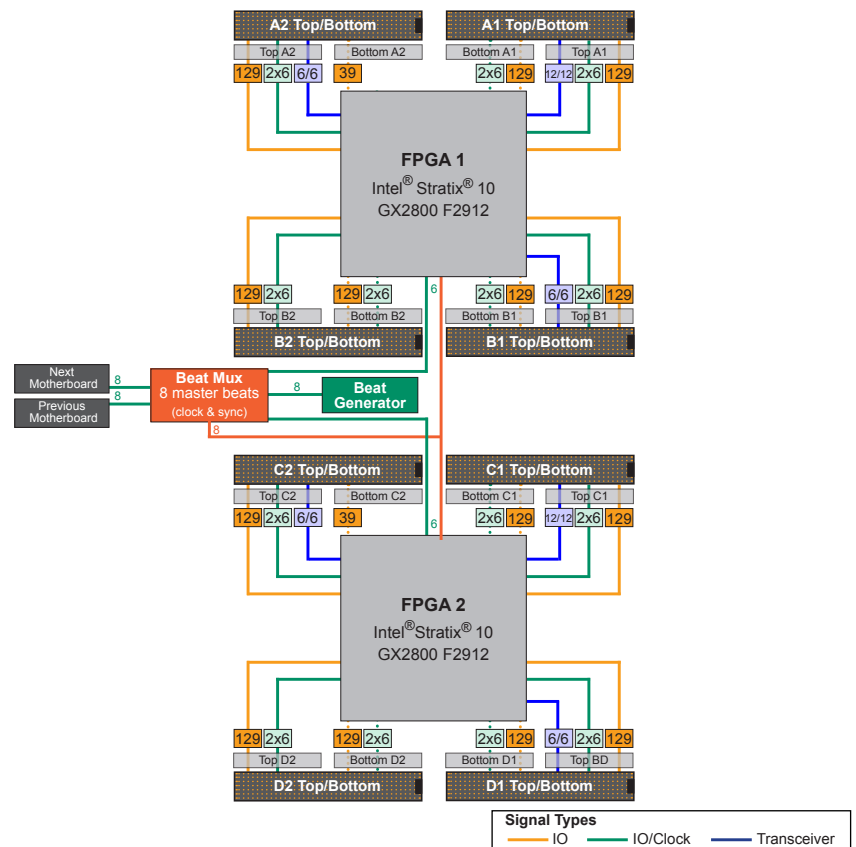 A2 Top/Bottom
A1 Top/Bottom
Top A2
Bottom A2
Bottom A1
Top A1
129
2x6
6/6
39
2x6
129
12/12
2x6
129
FPGA 1
Intel® Stratix® 10
GX2800 F2912
129
2x6
129
2x6
6
2x6
129
6/6
2x6
129
Top B2
Bottom B2
Bottom B1
Top B1
B2 Top/Bottom
B1 Top/Bottom
Next
Motherboard
8
Previous
Motherboard
8
Beat Mux
8 master beats
(clock & sync)
8
Beat
Generator
8
C2 Top/Bottom
C1 Top/Bottom
Top C2
Bottom C2
Bottom C1
Top C1
129
2x6
6/6
39
6
2x6
129
12/12
2x6
129
FPGA 2
Intel®Stratix® 10
GX2800 F2912
129
2x6
129
2x6
2x6
129
6/6
2x6
129
Top D2
Bottom D2
Bottom D1
Top BD
D2 Top/Bottom
D1 Top/Bottom
Signal Types
IO
IO/Clock
Transceiver